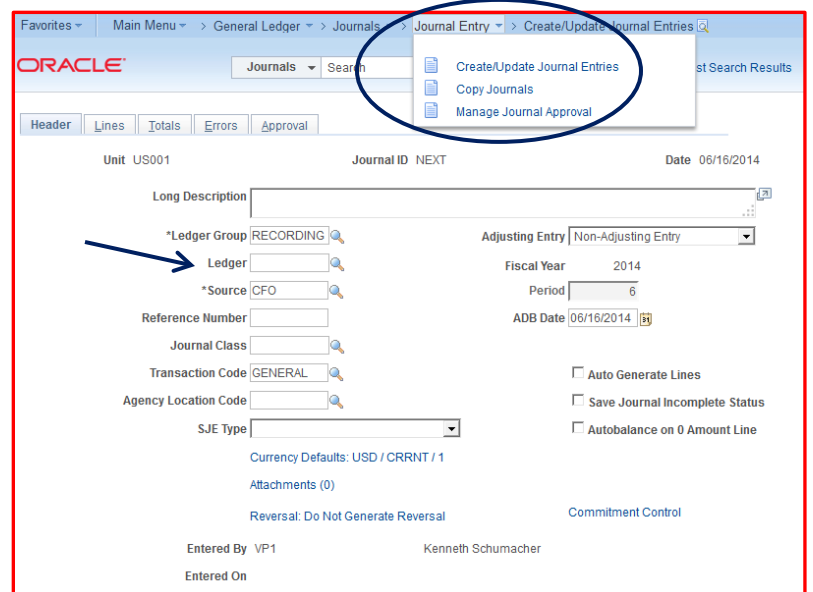 Favorites Main Menu > General Ledger > Journals > Journal Entry > Create/Update Journal Entries
ORACLE Journals Search st Search Results
Create/Update Journal Entries
Copy Journals
Manage Journal Approval
Header Lines Totals Errors Approval
Unit US001 Journal ID NEXT Date 06/16/2014
Long Description
*Ledger Group RECORDING Adjusting Entry Non-Adjusting Entry
Ledger Fiscal Year 2014
*Source CFO Period 6
Reference Number ADB Date 06/16/2014 31
Journal Class
Transaction Code GENERAL Auto Generate Lines
Agency Location Code Save Journal Incomplete Status
SJE Type Autobalance on 0 Amount Line
Currency Defaults: USD / CRRNT / 1
Attachments (0)
Reversal: Do Not Generate Reversal Commitment Control
Entered By VP1 Kenneth Schumacher
Entered On